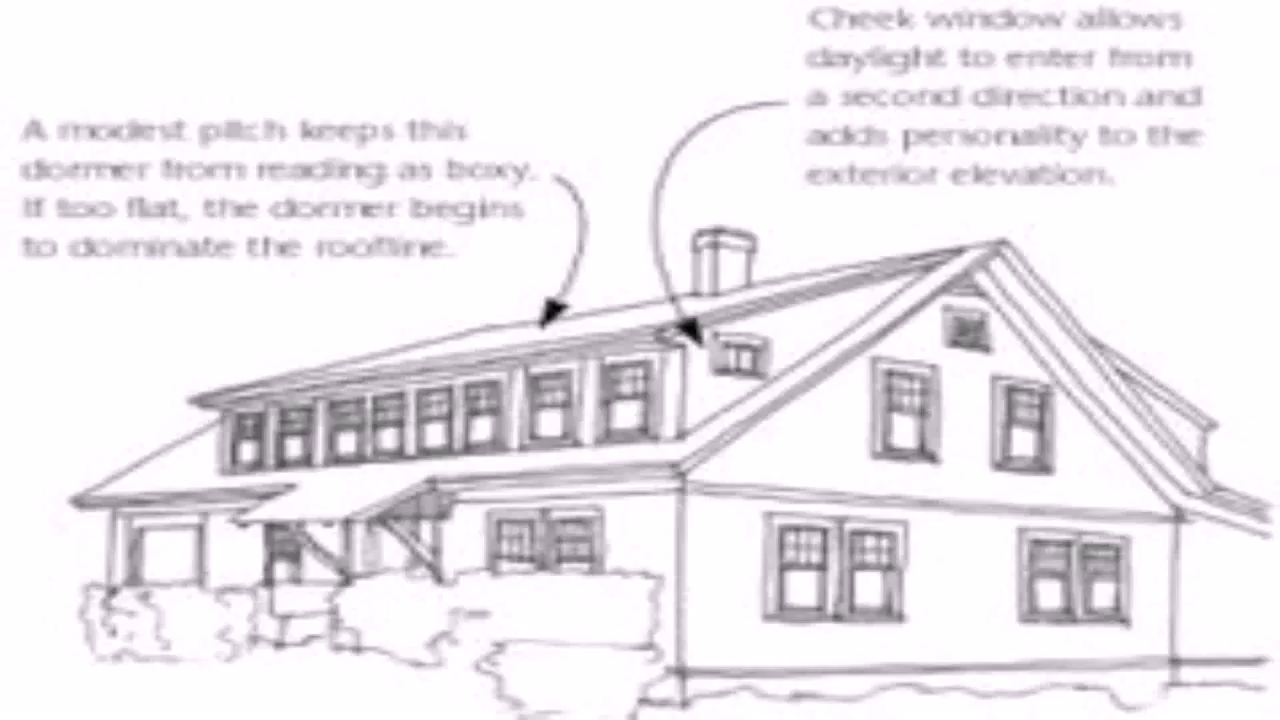 A modest pitch keeps this
dormer from reading as boxy.
If too flat, the dormer begins
to dominate the roofline.
Cheek window allows
daylight to enter from
a second direction and
adds personality to the
exterior elevation.